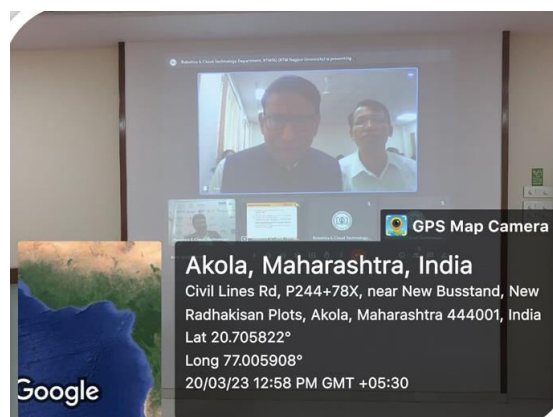 GPS Map Camera
Akola, Maharashtra, India
Civil Lines Rd, P244+78X, near New Busstand, New
Radhakisan Plots, Akola, Maharashtra 444001, India
Lat 20.705822°
Long 77.005908°
20/03/23 12:58 PM GMT +05:30
Google